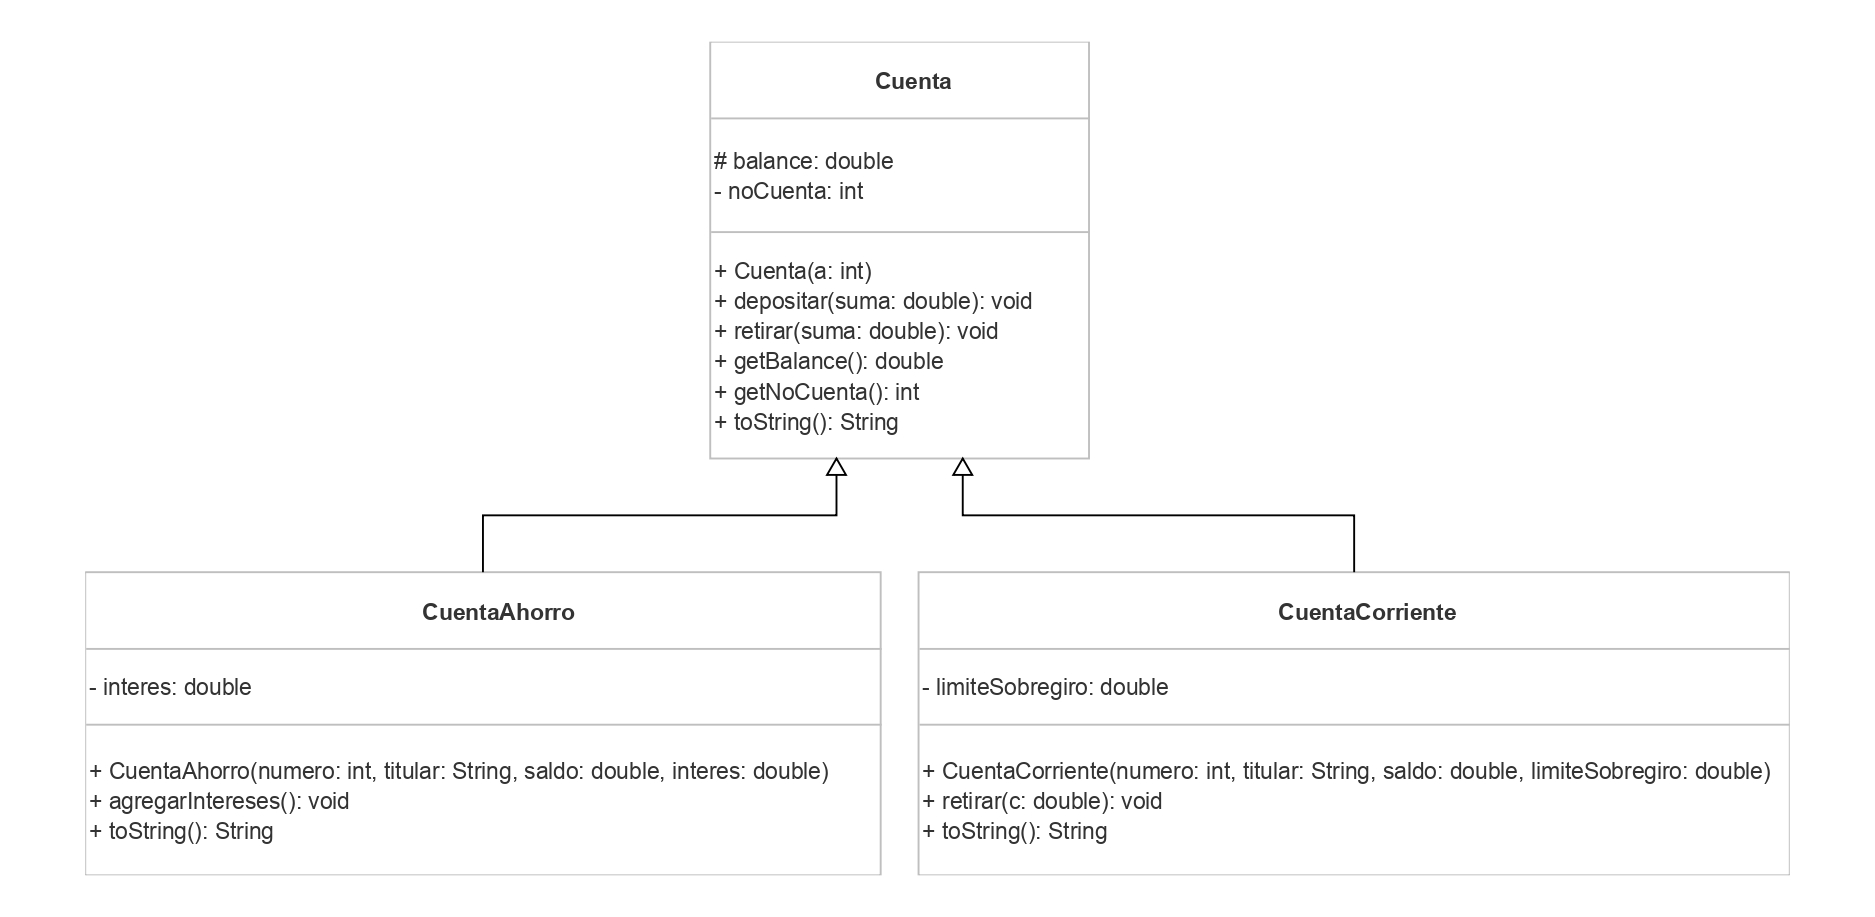 Cuenta
# balance: double
- noCuenta: int
+ Cuenta(a: int)
+ depositar(suma: double): void
+ retirar(suma: double): void
+ getBalance(): double
+ getNoCuenta(): int
+ toString(): String
CuentaAhorro
- interes: double
+ CuentaAhorro(numero: int, titular: String, saldo: double, interes: double)
+ agregarIntereses(): void
+ toString(): String
CuentaCorriente
- limiteSobregiro: double
+ CuentaCorriente(numero: int, titular: String, saldo: double, limiteSobregiro: double)
+ retirar(c: double): void
+ toString(): String